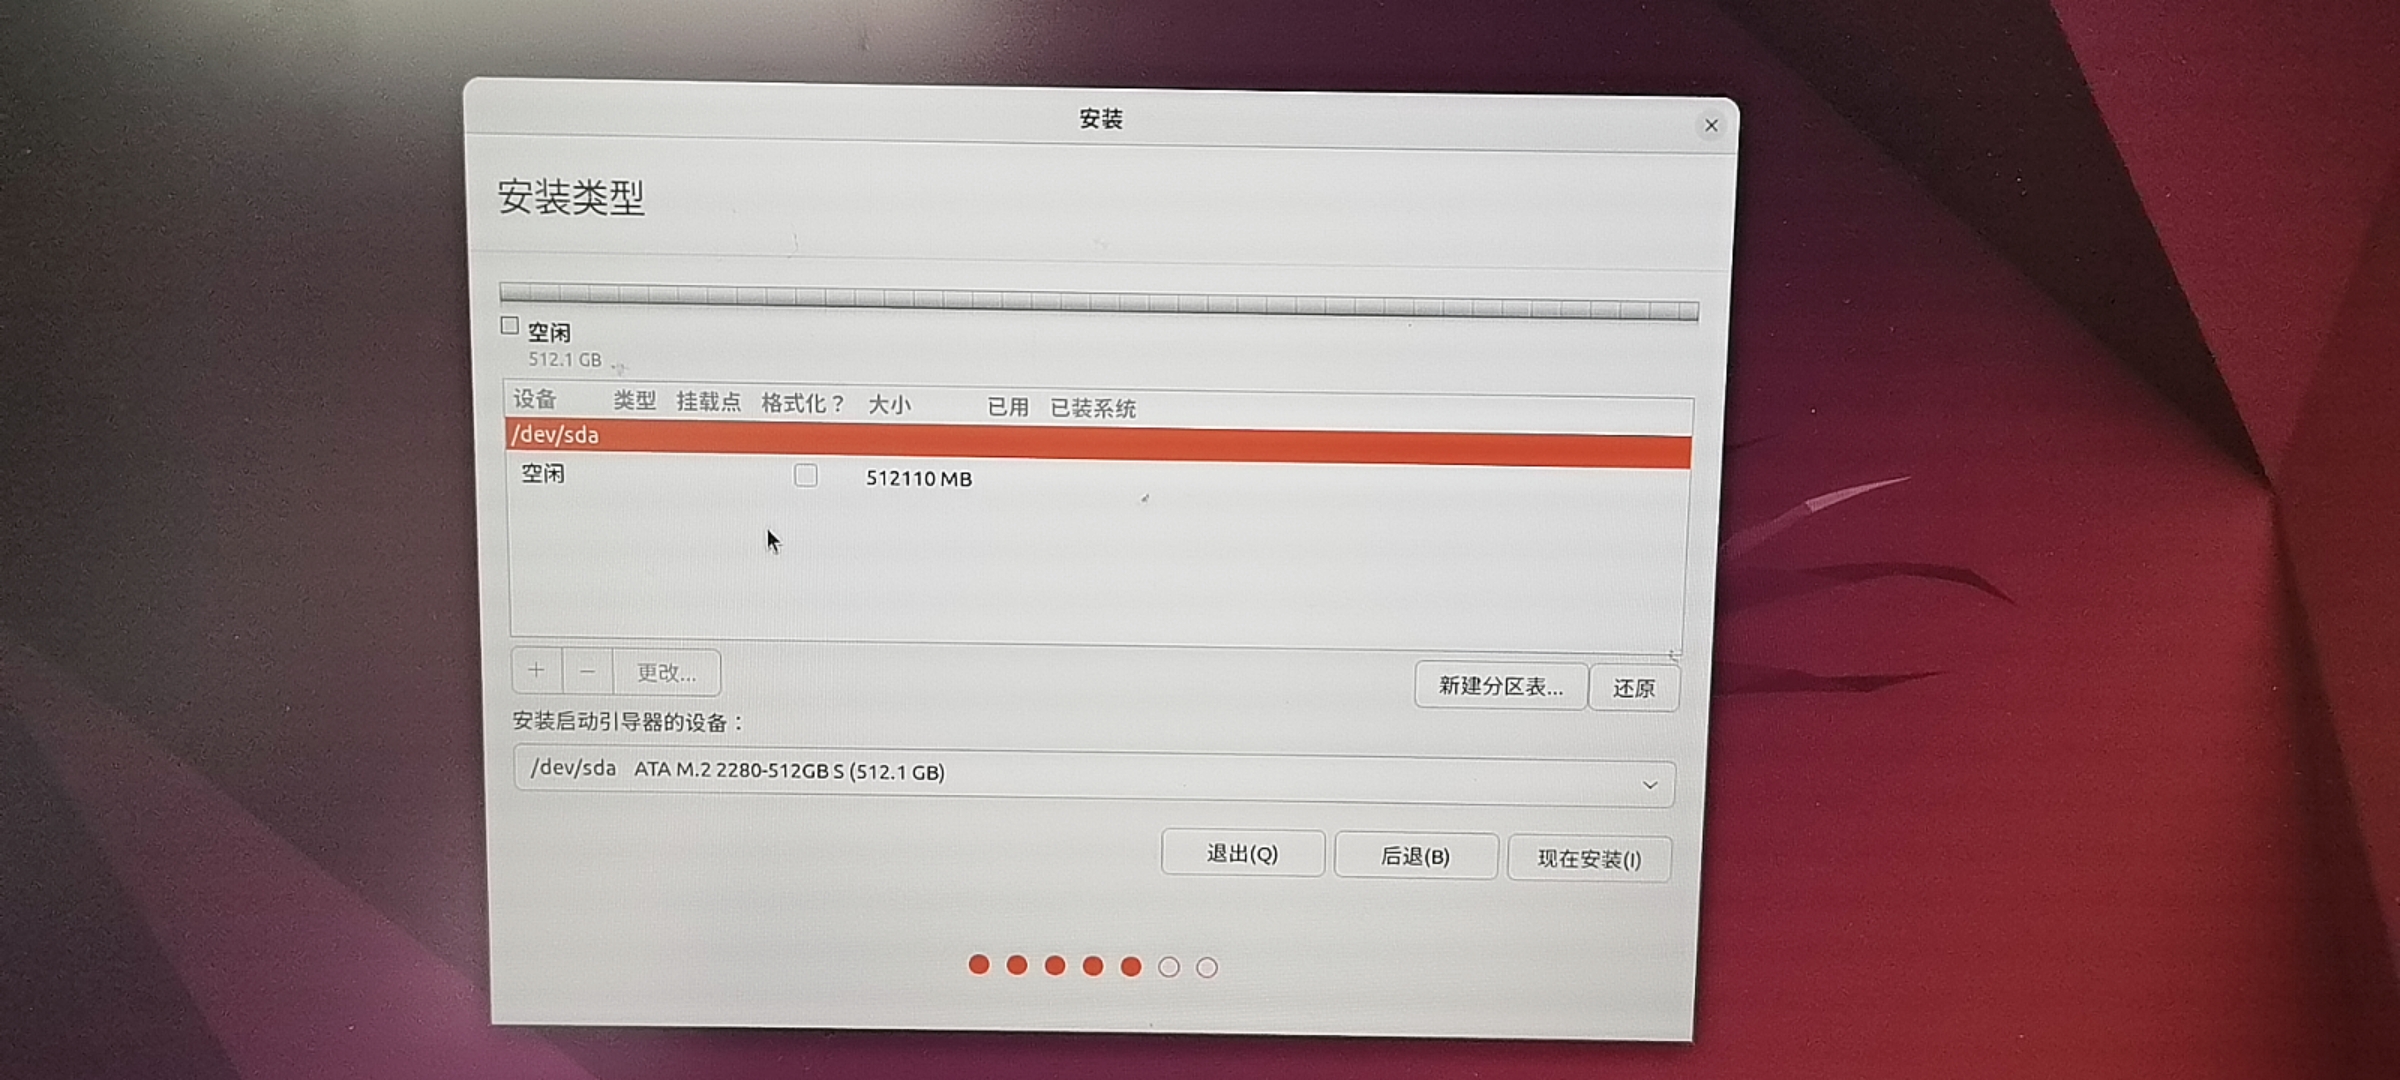 安装
安装类型
空闲
512.1 GB
设备 类型 挂载点 格式化？ 大小 已用 已装系统
/dev/sda
空闲 512110 MB
+ − 更改... 新建分区表... 还原
安装启动引导器的设备：
/dev/sda ATA M.2 2280-512GB S (512.1 GB)
退出(Q) 后退(B) 现在安装(I)